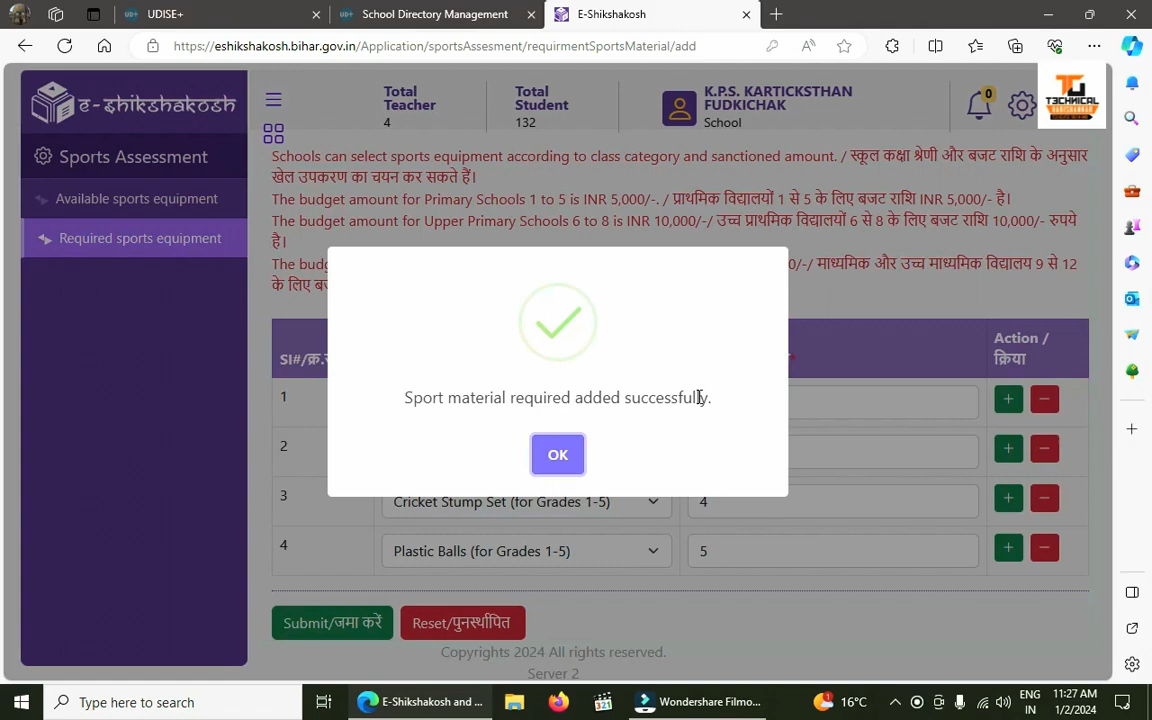 UDISE+
School Directory Management
E-Shikshakosh
https://eshikshakosh.bihar.gov.in/Application/sportsAssesment/requirmentSportsMaterial/add
e-shikshakosh
Total Teacher
4
Total Student
132
K.P.S. KARTICKSTHAN FUDKICHAK
School
0
T3CHNICAL
Sports Assessment
Available sports equipment
Required sports equipment
Schools can select sports equipment according to class category and sanctioned amount. / स्कूल कक्षा श्रेणी और बजट राशि के अनुसार
खेल उपकरण का चयन कर सकते हैं।
The budget amount for Primary Schools 1 to 5 is INR 5,000/-. / प्राथमिक विद्यालयों 1 से 5 के लिए बजट राशि INR 5,000/- है।
The budget amount for Upper Primary Schools 6 to 8 is INR 10,000/-/ उच्च प्राथमिक विद्यालयों 6 से 8 के लिए बजट राशि 10,000/- रुपये
है।
The budg 0/-/ माध्यमिक और उच्च माध्यमिक विद्यालय 9 से 12
के लिए बज
Sl#/क्र.सं
Action / क्रिया
1
2
3 Cricket Stump Set (for Grades 1-5) 4
4 Plastic Balls (for Grades 1-5) 5
Sport material required added successfully.
OK
Submit/जमा करें
Reset/पुनर्स्थापित
Copyrights 2024 All rights reserved.
Server 2
Type here to search
E-Shikshakosh and ...
321
Wondershare Filmo...
1
16°C
ENG
IN
11:27 AM
1/2/2024